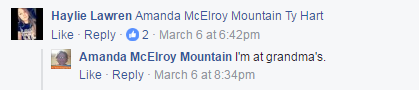 Haylie Lawren Amanda McElroy Mountain Ty Hart
Like · Reply · 2 · March 6 at 6:42pm
Amanda McElroy Mountain I'm at grandma's.
Like · Reply · March 6 at 8:34pm